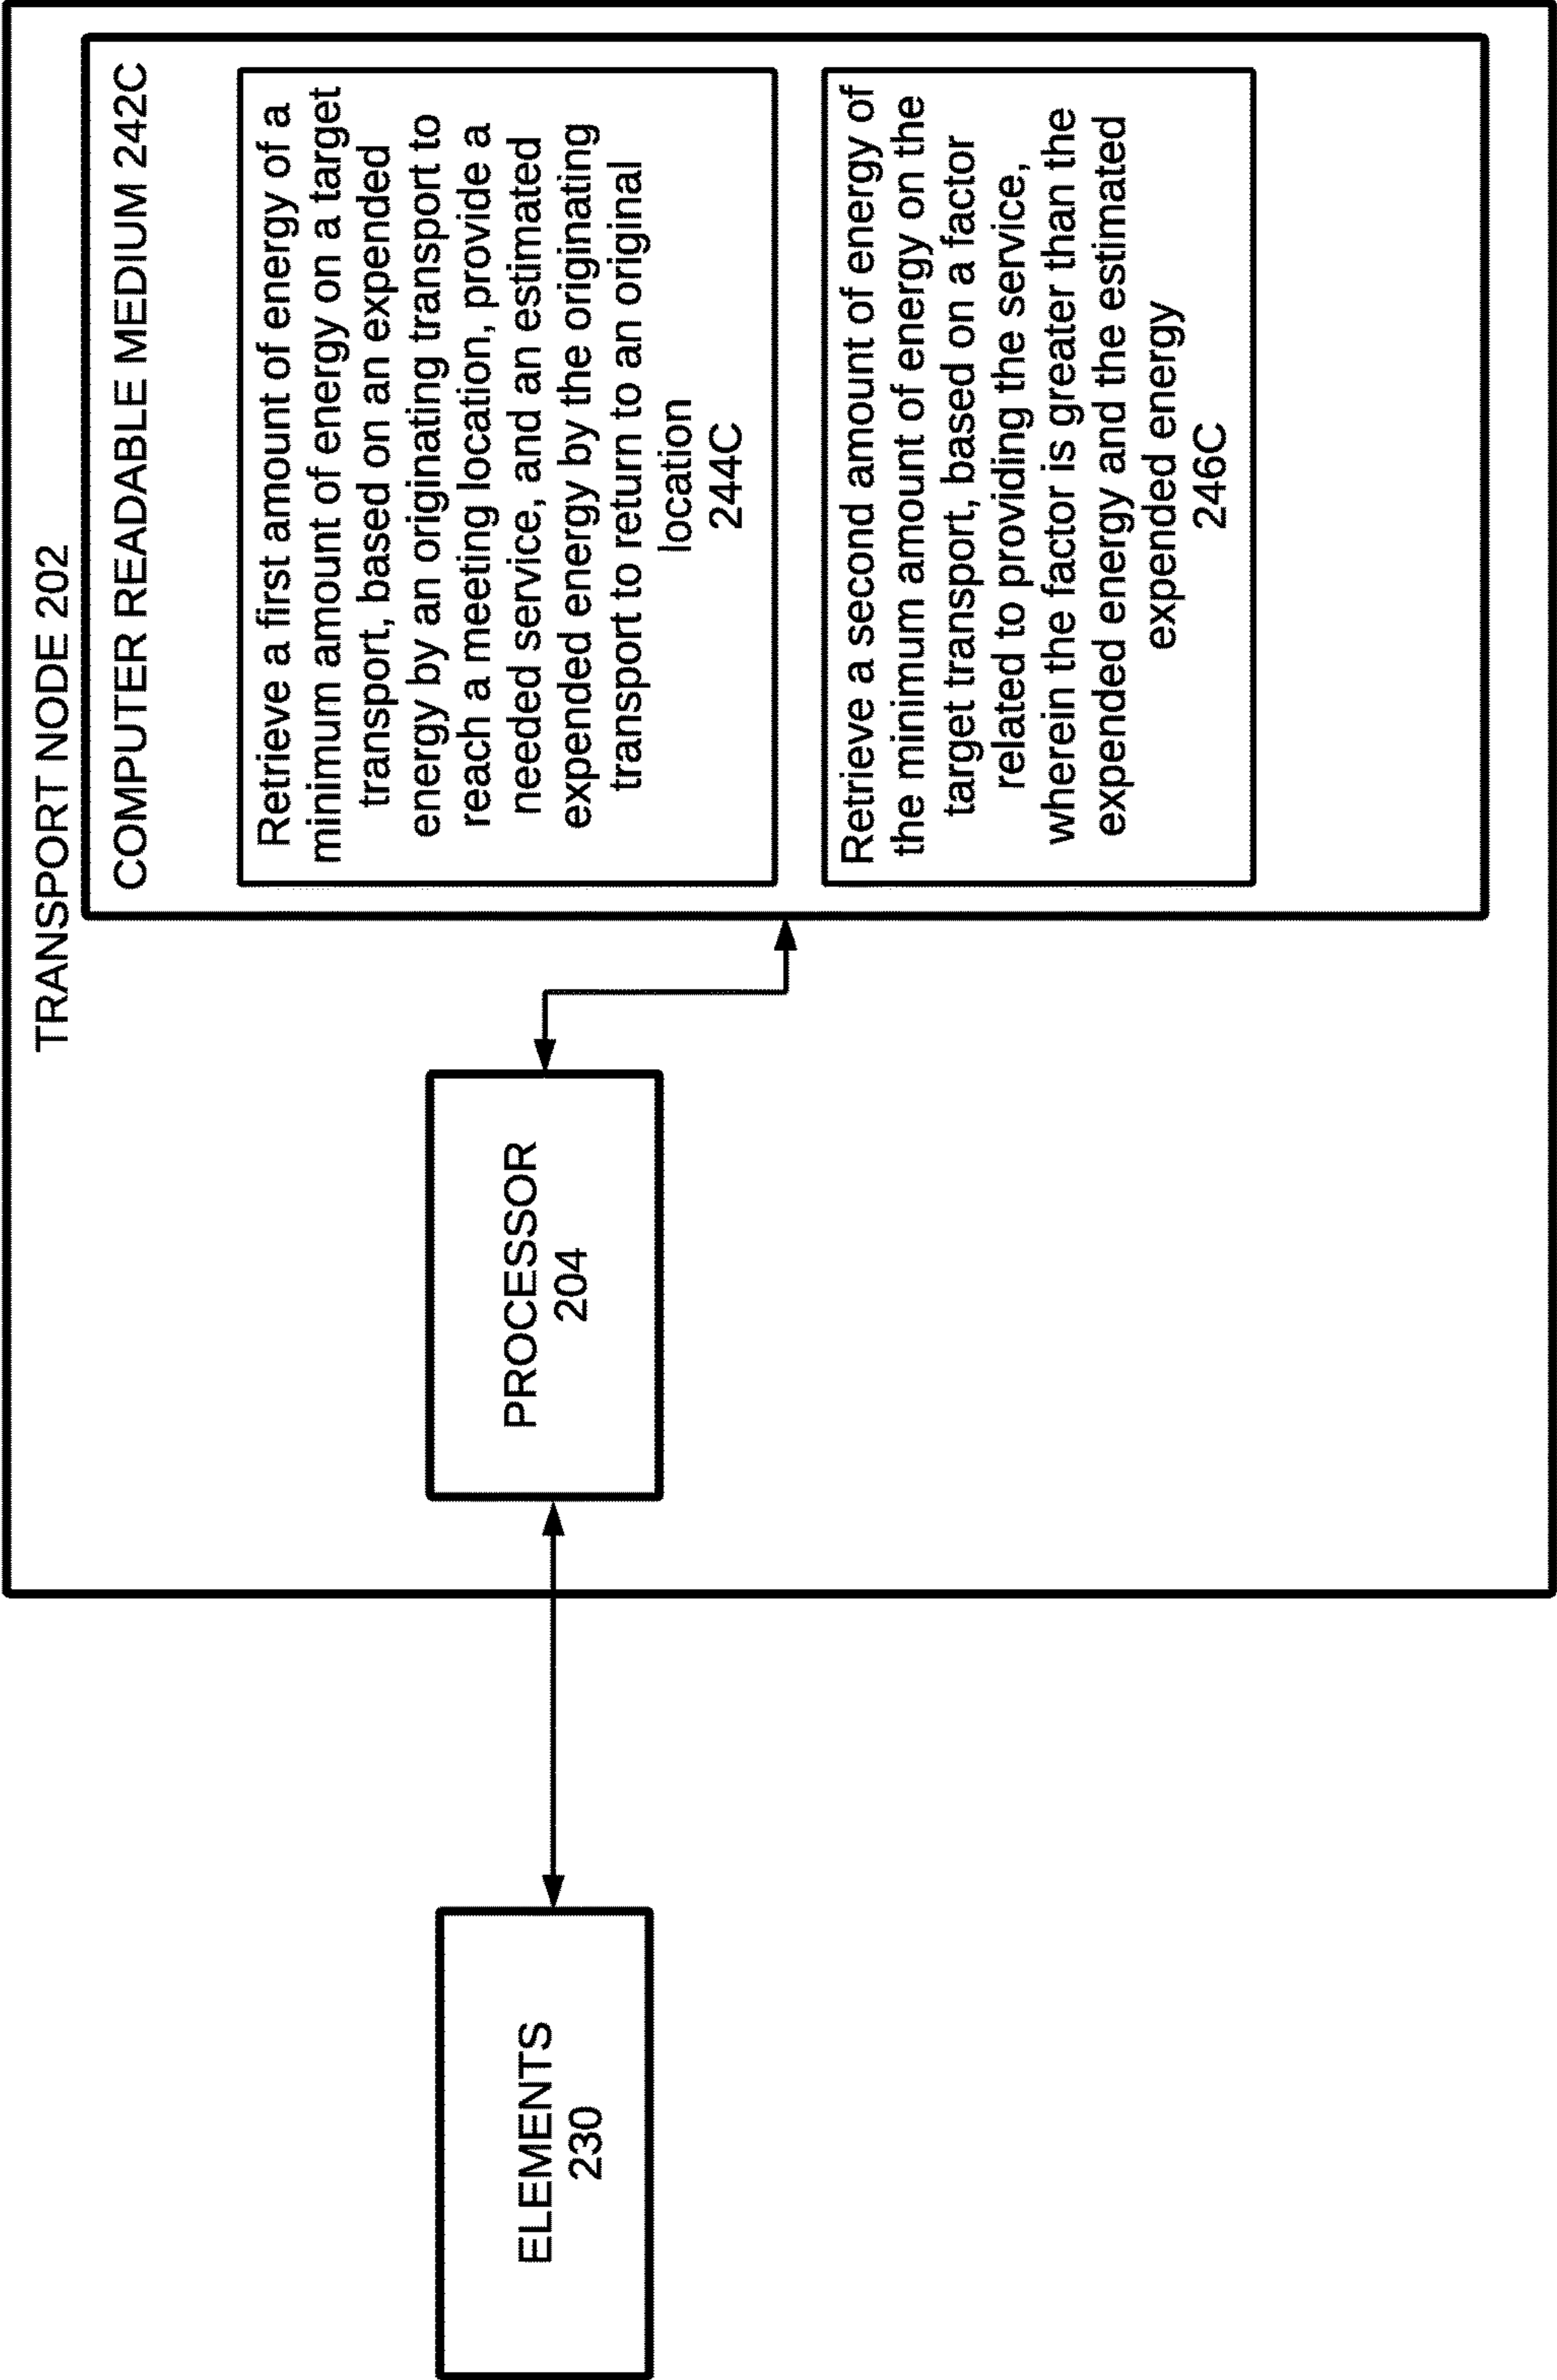 TRANSPORT NODE 202
COMPUTER READABLE MEDIUM 242C
Retrieve a first amount of energy of a
minimum amount of energy on a target
transport, based on an expended
energy by an originating transport to
reach a meeting location, provide a
needed service, and an estimated
expended energy by the originating
transport to return to an original
location
244C
Retrieve a second amount of energy of
the minimum amount of energy on the
target transport, based on a factor
related to providing the service,
wherein the factor is greater than the
expended energy and the estimated
expended energy
246C
PROCESSOR
204
ELEMENTS
230